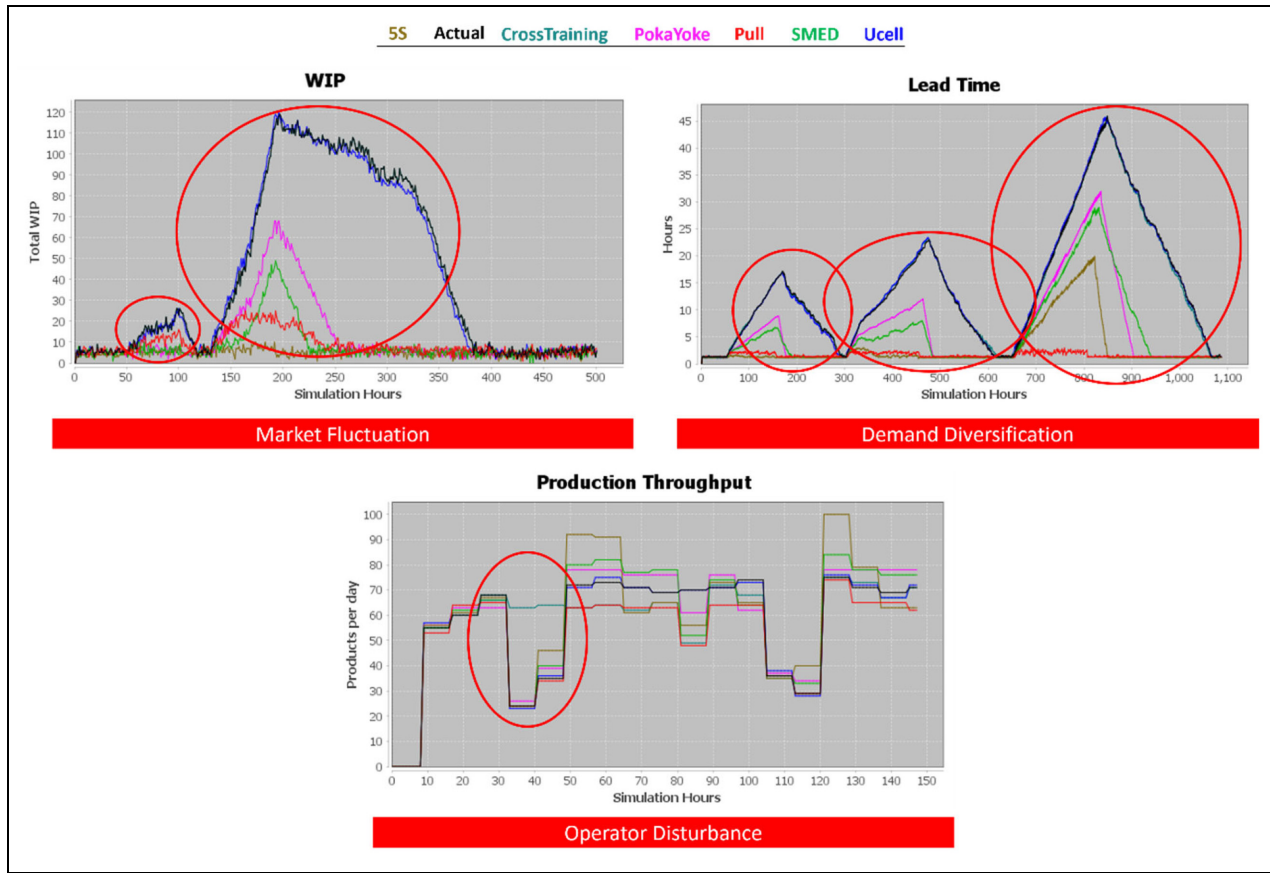 5S Actual CrossTraining PokaYoke Pull SMED Ucell
WIP
Total WIP
120
110
100
90
80
70
60
50
40
30
20
10
0
0 50 100 150 200 250 300 350 400 450 500
Simulation Hours
Market Fluctuation
Lead Time
Hours
45
40
35
30
25
20
15
10
5
0
0 100 200 300 400 500 600 700 800 900 1,000 1,100
Simulation Hours
Demand Diversification
Production Throughput
Products per day
100
90
80
70
60
50
40
30
20
10
0
0 10 20 30 40 50 60 70 80 90 100 110 120 130 140 150
Simulation Hours
Operator Disturbance